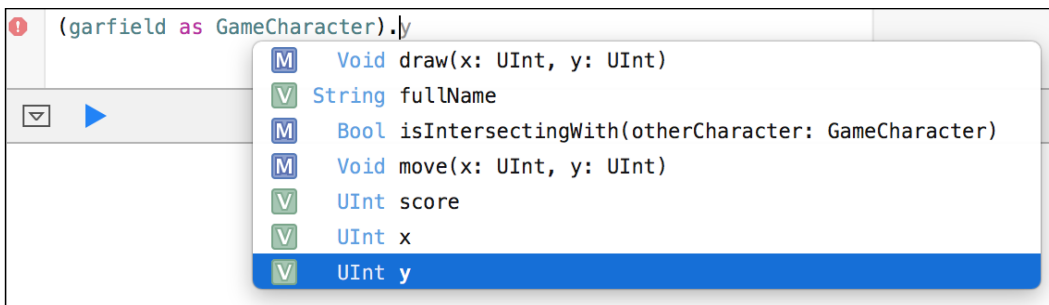 (garfield as GameCharacter).y
M Void draw(x: UInt, y: UInt)
V String fullName
M Bool isIntersectingWith(otherCharacter: GameCharacter)
M Void move(x: UInt, y: UInt)
V UInt score
V UInt x
V UInt y